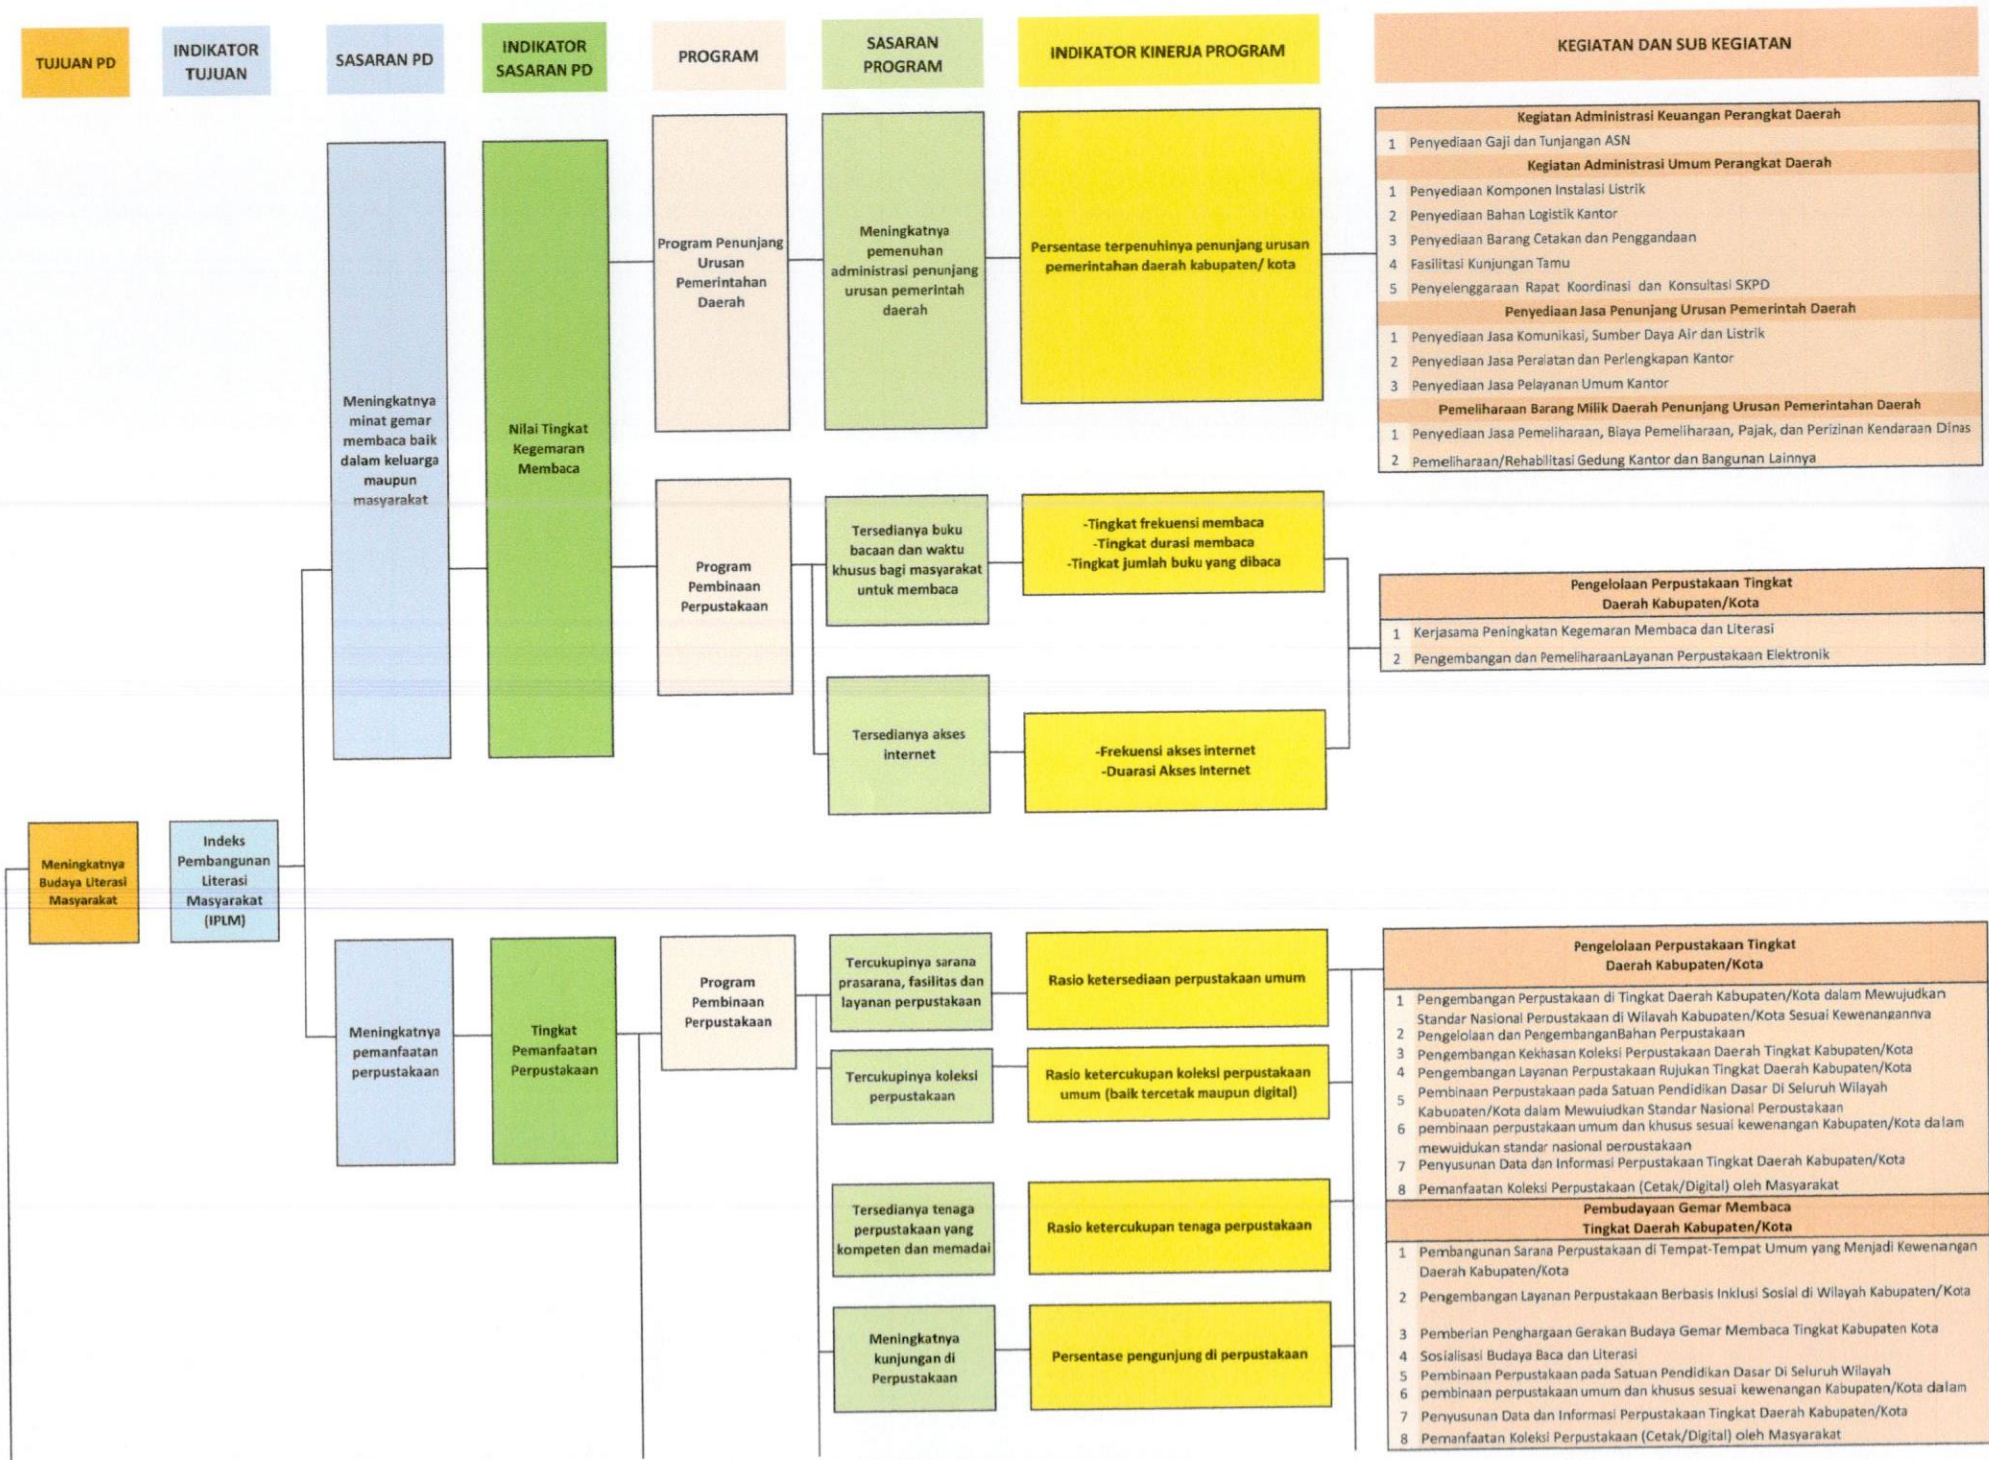 TUJUAN PD
INDIKATOR
TUJUAN
SASARAN PD
INDIKATOR
SASARAN PD
PROGRAM
SASARAN
PROGRAM
INDIKATOR KINERJA PROGRAM
KEGIATAN DAN SUB KEGIATAN
Meningkatnya
Budaya Literasi
Masyarakat
Indeks
Pembangunan
Literasi
Masyarakat
(IPLM)
Meningkatnya
minat gemar
membaca baik
dalam keluarga
maupun
masyarakat
Nilai Tingkat
Kegemaran
Membaca
Program Penunjang
Urusan
Pemerintahan
Daerah
Meningkatnya
pemenuhan
administrasi penunjang
urusan pemerintah
daerah
Persentase terpenuhinya penunjang urusan
pemerintahan daerah kabupaten/ kota
Kegiatan Administrasi Keuangan Perangkat Daerah
1 Penyediaan Gaji dan Tunjangan ASN
Kegiatan Administrasi Umum Perangkat Daerah
1 Penyediaan Komponen Instalasi Listrik
2 Penyediaan Bahan Logistik Kantor
3 Penyediaan Barang Cetakan dan Penggandaan
4 Fasilitasi Kunjungan Tamu
5 Penyelenggaraan Rapat Koordinasi dan Konsultasi SKPD
Penyediaan Jasa Penunjang Urusan Pemerintah Daerah
1 Penyediaan Jasa Komunikasi, Sumber Daya Air dan Listrik
2 Penyediaan Jasa Peralatan dan Perlengkapan Kantor
3 Penyediaan Jasa Pelayanan Umum Kantor
Pemeliharaan Barang Milik Daerah Penunjang Urusan Pemerintahan Daerah
1 Penyediaan Jasa Pemeliharaan, Biaya Pemeliharaan, Pajak, dan Perizinan Kendaraan Dinas
2 Pemeliharaan/Rehabilitasi Gedung Kantor dan Bangunan Lainnya
Program
Pembinaan
Perpustakaan
Tersedianya buku
bacaan dan waktu
khusus bagi masyarakat
untuk membaca
-Tingkat frekuensi membaca
-Tingkat durasi membaca
-Tingkat jumlah buku yang dibaca
Tersedianya akses
internet
-Frekuensi akses internet
-Duarasi Akses Internet
Pengelolaan Perpustakaan Tingkat
Daerah Kabupaten/Kota
1 Kerjasama Peningkatan Kegemaran Membaca dan Literasi
2 Pengembangan dan PemeliharaanLayanan Perpustakaan Elektronik
Meningkatnya
pemanfaatan
perpustakaan
Tingkat
Pemanfaatan
Perpustakaan
Program
Pembinaan
Perpustakaan
Tercukupinya sarana
prasarana, fasilitas dan
layanan perpustakaan
Rasio ketersediaan perpustakaan umum
Tercukupinya koleksi
perpustakaan
Rasio ketercukupan koleksi perpustakaan
umum (baik tercetak maupun digital)
Tersedianya tenaga
perpustakaan yang
kompeten dan memadai
Rasio ketercukupan tenaga perpustakaan
Meningkatnya
kunjungan di
Perpustakaan
Persentase pengunjung di perpustakaan
Pengelolaan Perpustakaan Tingkat
Daerah Kabupaten/Kota
1 Pengembangan Perpustakaan di Tingkat Daerah Kabupaten/Kota dalam Mewujudkan
Standar Nasional Perpustakaan di Wilayah Kabupaten/Kota Sesuai Kewenangannya
2 Pengelolaan dan PengembanganBahan Perpustakaan
3 Pengembangan Kekhasan Koleksi Perpustakaan Daerah Tingkat Kabupaten/Kota
4 Pengembangan Layanan Perpustakaan Rujukan Tingkat Daerah Kabupaten/Kota
5 Pembinaan Perpustakaan pada Satuan Pendidikan Dasar Di Seluruh Wilayah
Kabupaten/Kota dalam Mewujudkan Standar Nasional Perpustakaan
6 pembinaan perpustakaan umum dan khusus sesuai kewenangan Kabupaten/Kota dalam
mewujdukan standar nasional perpustakaan
7 Penyusunan Data dan Informasi Perpustakaan Tingkat Daerah Kabupaten/Kota
8 Pemanfaatan Koleksi Perpustakaan (Cetak/Digital) oleh Masyarakat
Pembudayaan Gemar Membaca
Tingkat Daerah Kabupaten/Kota
1 Pembangunan Sarana Perpustakaan di Tempat-Tempat Umum yang Menjadi Kewenangan
Daerah Kabupaten/Kota
2 Pengembangan Layanan Perpustakaan Berbasis Inklusi Sosial di Wilayah Kabupaten/Kota
3 Pemberian Penghargaan Gerakan Budaya Gemar Membaca Tingkat Kabupaten Kota
4 Sosialisasi Budaya Baca dan Literasi
5 Pembinaan Perpustakaan pada Satuan Pendidikan Dasar Di Seluruh Wilayah
6 pembinaan perpustakaan umum dan khusus sesuai kewenangan Kabupaten/Kota dalam
7 Penyusunan Data dan Informasi Perpustakaan Tingkat Daerah Kabupaten/Kota
8 Pemanfaatan Koleksi Perpustakaan (Cetak/Digital) oleh Masyarakat